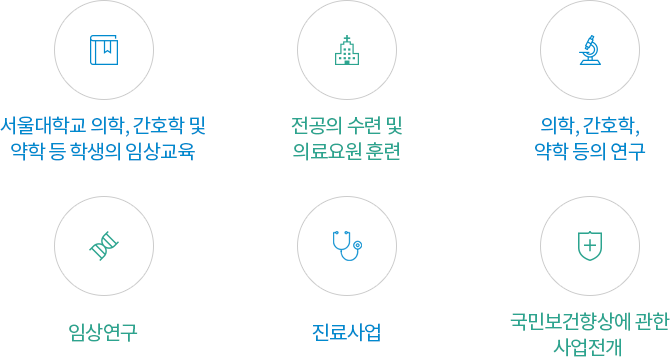 서울대학교 의학, 간호학 및
약학 등 학생의 임상교육
전공의 수련 및
의료요원 훈련
의학, 간호학,
약학 등의 연구
임상연구
진료사업
국민보건향상에 관한
사업전개